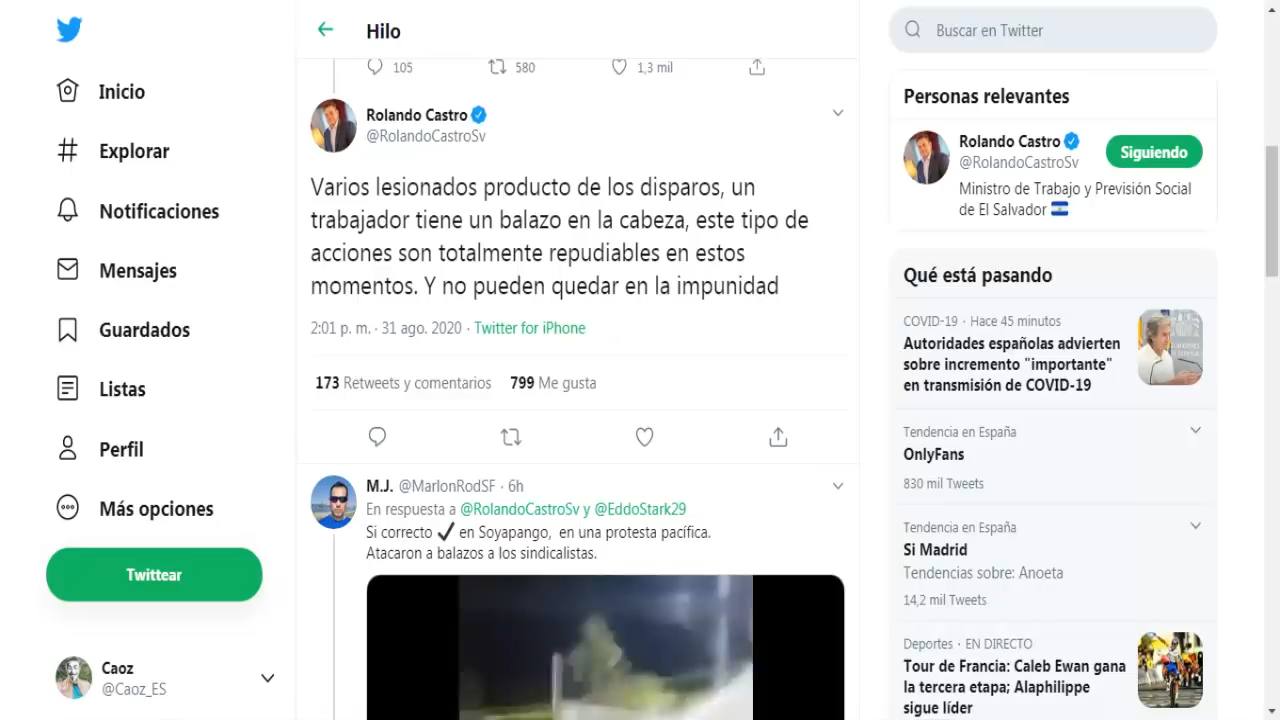 Inicio
Explorar
Notificaciones
Mensajes
Guardados
Listas
Perfil
Más opciones
Twittear
Caoz
@Caoz_ES
Hilo
105 580 1,3 mil
Rolando Castro
@RolandoCastroSv
Varios lesionados producto de los disparos, un
trabajador tiene un balazo en la cabeza, este tipo de
acciones son totalmente repudiables en estos
momentos. Y no pueden quedar en la impunidad
2:01 p. m. · 31 ago. 2020 · Twitter for iPhone
173 Retweets y comentarios 799 Me gusta
M.J. @MarlonRodSF · 6h
En respuesta a @RolandoCastroSv y @EddoStark29
Si correcto ✔ en Soyapango, en una protesta pacífica.
Atacaron a balazos a los sindicalistas.
Buscar en Twitter
Personas relevantes
Rolando Castro
@RolandoCastroSv
Siguiendo
Ministro de Trabajo y Previsión Social
de El Salvador 🇸🇻
Qué está pasando
COVID-19 · Hace 45 minutos
Autoridades españolas advierten
sobre incremento "importante"
en transmisión de COVID-19
Tendencia en España
OnlyFans
830 mil Tweets
Tendencia en España
Si Madrid
Tendencias sobre: Anoeta
14,2 mil Tweets
Deportes · EN DIRECTO
Tour de Francia: Caleb Ewan gana
la tercera etapa; Alaphilippe
sigue líder